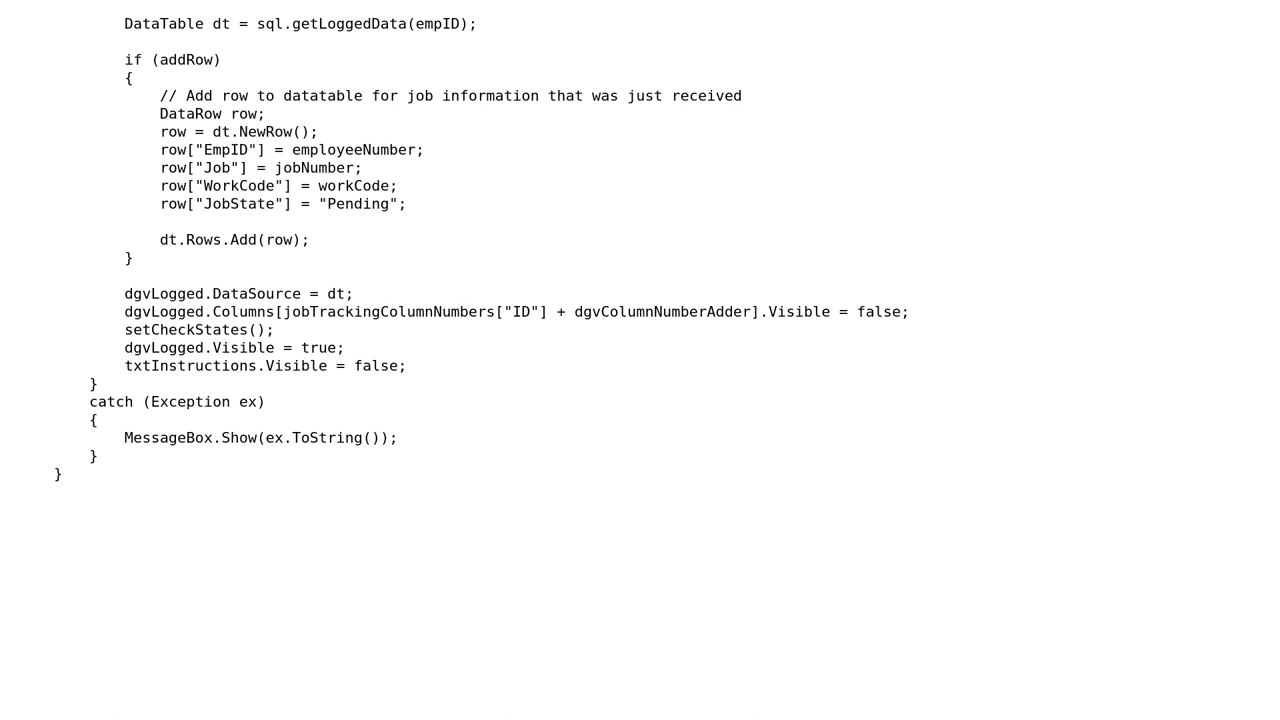 DataTable dt = sql.getLoggedData(empID);
if (addRow)
{
// Add row to datatable for job information that was just received
DataRow row;
row = dt.NewRow();
row["EmpID"] = employeeNumber;
row["Job"] = jobNumber;
row["WorkCode"] = workCode;
row["JobState"] = "Pending";
dt.Rows.Add(row);
}
dgvLogged.DataSource = dt;
dgvLogged.Columns[jobTrackingColumnNumbers["ID"] + dgvColumnNumberAdder].Visible = false;
setCheckStates();
dgvLogged.Visible = true;
txtInstructions.Visible = false;
}
catch (Exception ex)
{
MessageBox.Show(ex.ToString());
}
}